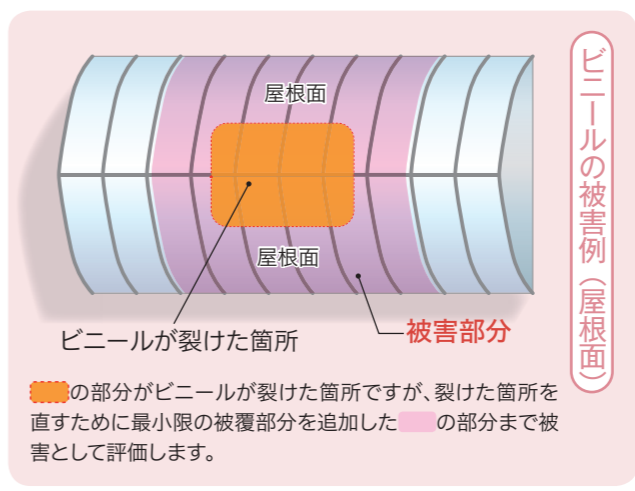 ビニールの被害例（屋根面）
屋根面
屋根面
ビニールが裂けた箇所
被害部分
の部分がビニールが裂けた箇所ですが、裂けた箇所を
直すために最小限の被覆部分を追加した の部分まで被
害として評価します。